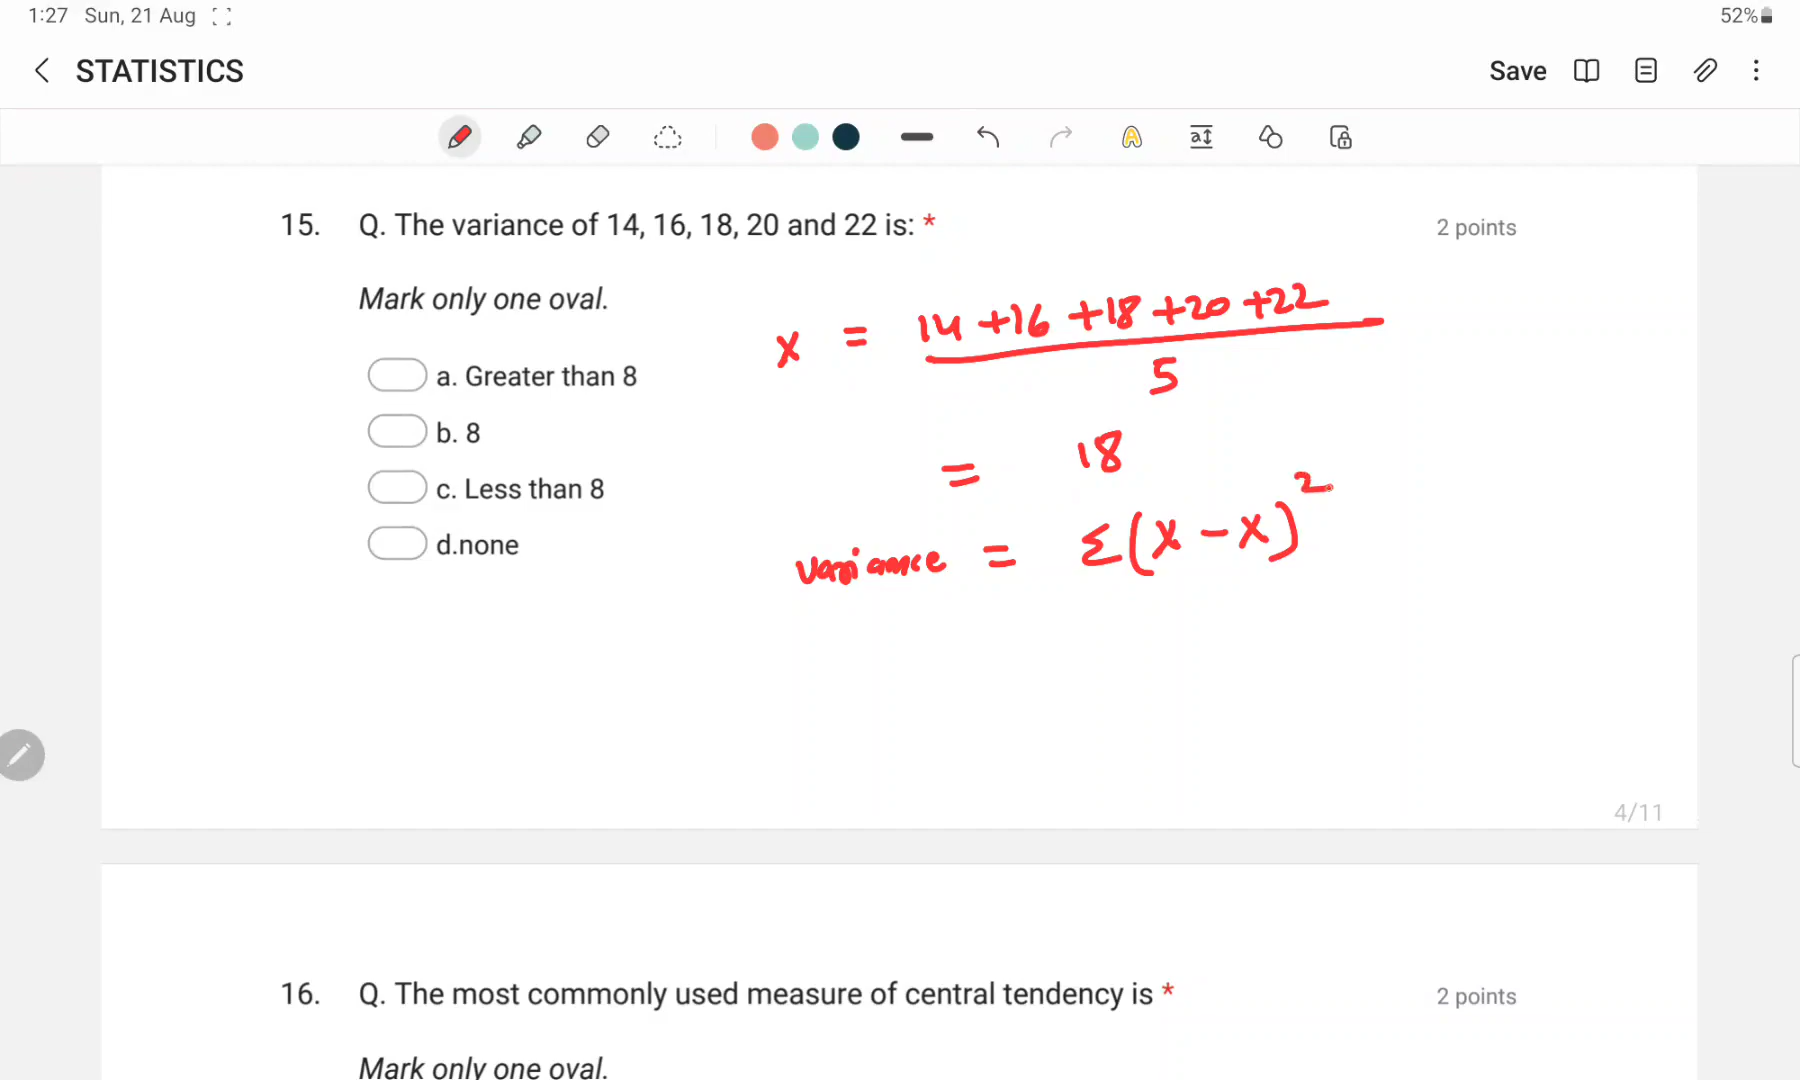 1:27 Sun, 21 Aug 52%
STATISTICS Save
15. Q. The variance of 14, 16, 18, 20 and 22 is: * 2 points
Mark only one oval.
a. Greater than 8
b. 8
c. Less than 8
d.none
x = 14 +16 +18 +20 +22
5
= 18
variance = Σ(x - x)²
4/11
16. Q. The most commonly used measure of central tendency is * 2 points
Mark only one oval.